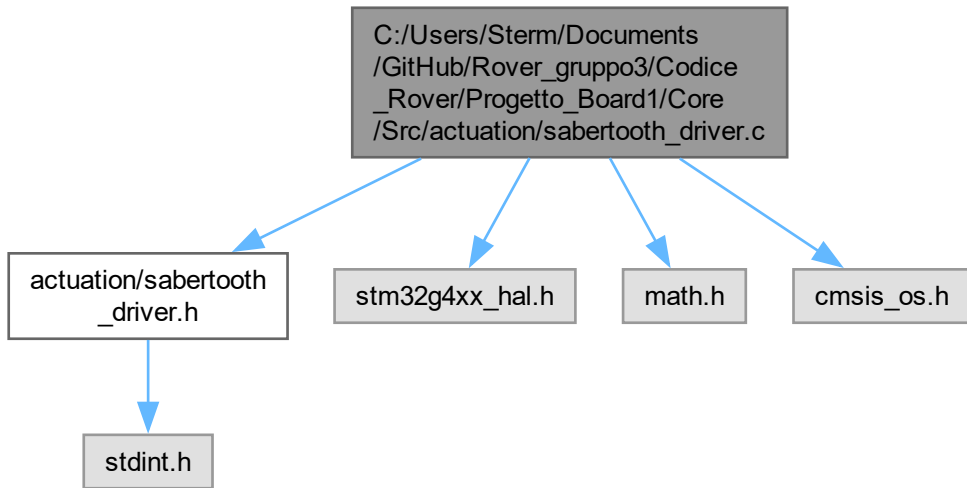 C:/Users/Sterm/Documents
/GitHub/Rover_gruppo3/Codice
_Rover/Progetto_Board1/Core
/Src/actuation/sabertooth_driver.c
actuation/sabertooth
_driver.h
stm32g4xx_hal.h
math.h
cmsis_os.h
stdint.h